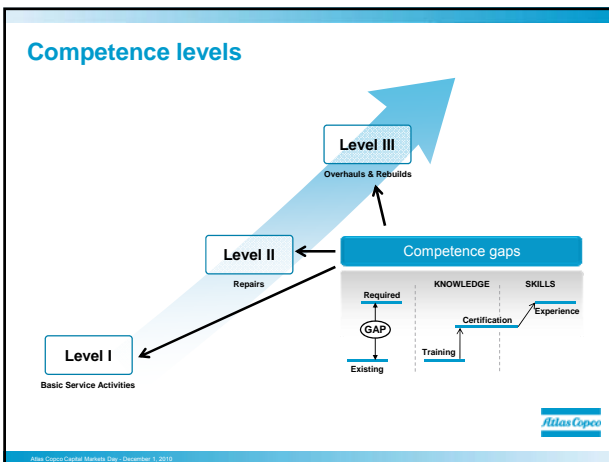 Competence levels
Level III
Overhauls & Rebuilds
Level II
Repairs
Level I
Basic Service Activities
Competence gaps
Required
GAP
Existing
KNOWLEDGE
SKILLS
Certification
Training
Experience
Atlas Copco
Atlas Copco Capital Markets Day - December 1, 2010